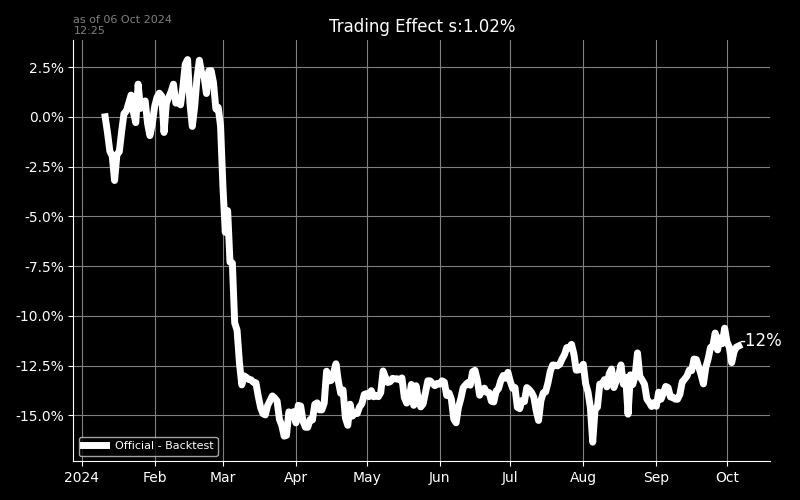 as of 06 Oct 2024
12:25
Trading Effect s:1.02%
2.5%
0.0%
-2.5%
-5.0%
-7.5%
-10.0%
-12.5%
-15.0%
-12%
Official - Backtest
2024 Feb Mar Apr May Jun Jul Aug Sep Oct